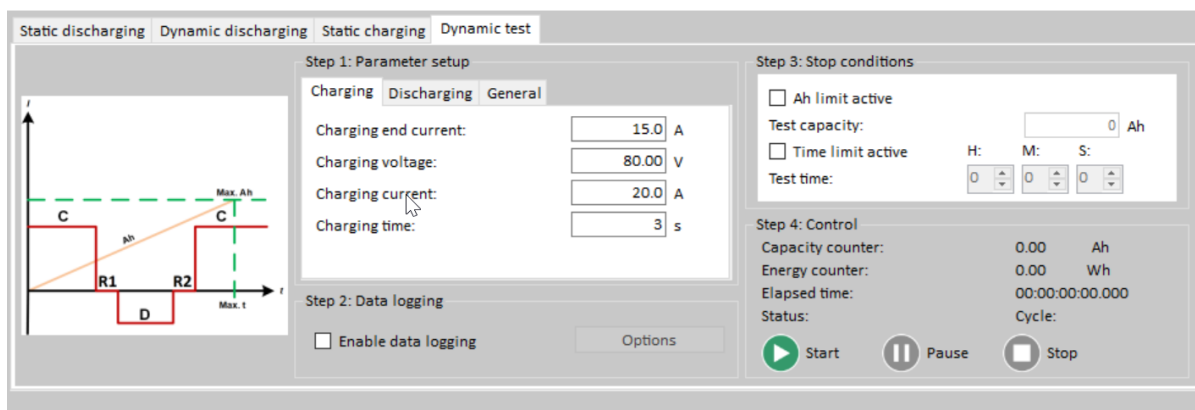 Static discharging Dynamic discharging Static charging Dynamic test
I
Max. Ah
C C
Ah
R1 R2
t
D
Max. t
Step 1: Parameter setup
Charging Discharging General
Charging end current: 15.0 A
Charging voltage: 80.00 V
Charging current: 20.0 A
Charging time: 3 s
Step 2: Data logging
Enable data logging Options
Step 3: Stop conditions
Ah limit active
Test capacity: 0 Ah
Time limit active H: M: S:
Test time: 0 0 0
Step 4: Control
Capacity counter: 0.00 Ah
Energy counter: 0.00 Wh
Elapsed time: 00:00:00:00.000
Status: Cycle:
Start Pause Stop